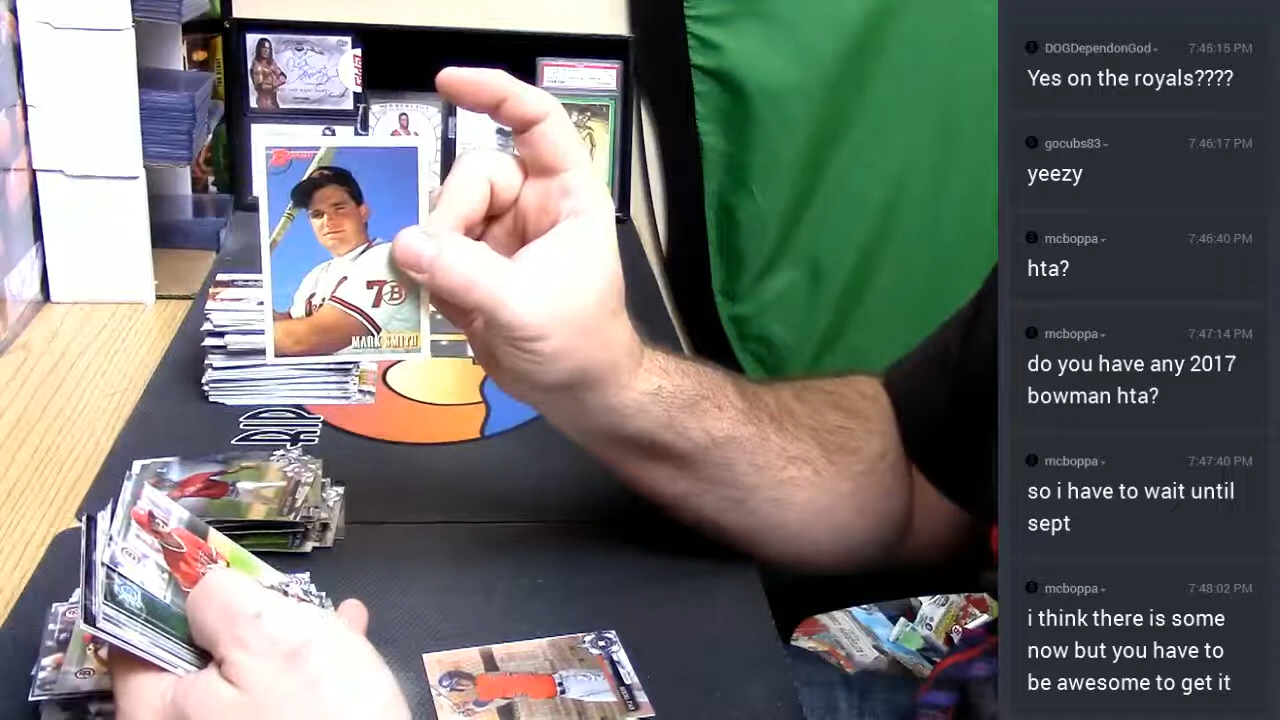 DOGDependonGod 7:45:15 PM
Yes on the royals????
gocubs83 7:46:17 PM
yeezy
mcboppa 7:46:40 PM
hta?
mcboppa 7:47:14 PM
do you have any 2017
bowman hta?
mcboppa 7:47:40 PM
so i have to wait until
sept
mcboppa 7:48:02 PM
i think there is some
now but you have to
be awesome to get it
MARK SMITH
RIP